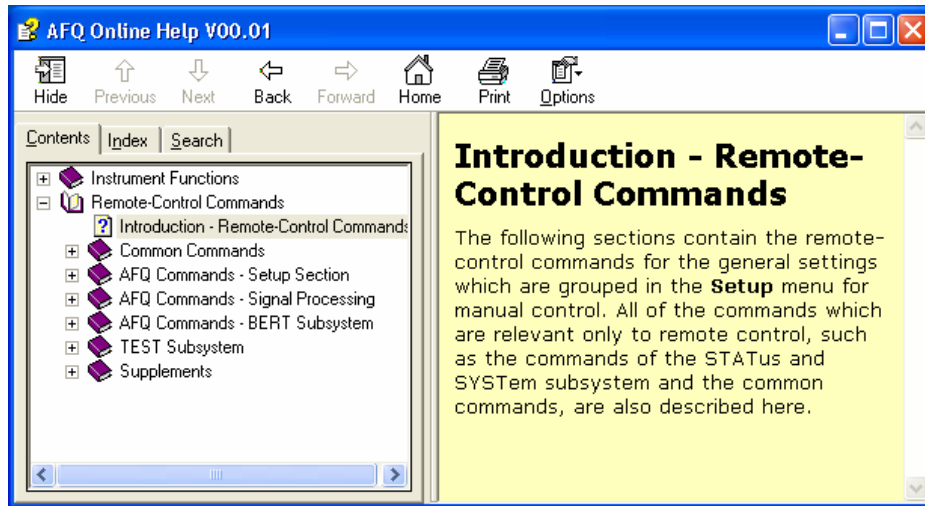 AFQ Online Help V00.01
Hide Previous Next Back Forward Home Print Options
Contents Index Search
Instrument Functions
Remote-Control Commands
Introduction - Remote-Control Commands
Common Commands
AFQ Commands - Setup Section
AFQ Commands - Signal Processing
AFQ Commands - BERT Subsystem
TEST Subsystem
Supplements
Introduction - Remote-
Control Commands
The following sections contain the remote-
control commands for the general settings
which are grouped in the Setup menu for
manual control. All of the commands which
are relevant only to remote control, such
as the commands of the STATus and
SYSTem subsystem and the common
commands, are also described here.